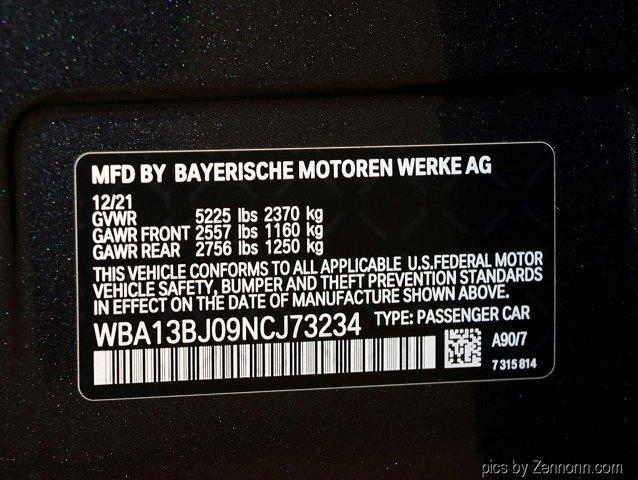 MFD BY BAYERISCHE MOTOREN WERKE AG
12/21
GVWR 5225 lbs 2370 kg
GAWR FRONT 2557 lbs 1160 kg
GAWR REAR 2756 lbs 1250 kg
THIS VEHICLE CONFORMS TO ALL APPLICABLE U.S.FEDERAL MOTOR
VEHICLE SAFETY, BUMPER AND THEFT PREVENTION STANDARDS
IN EFFECT ON THE DATE OF MANUFACTURE SHOWN ABOVE.
WBA13BJ09NCJ73234 TYPE: PASSENGER CAR
A90/7
7 315 814
pics by Zennonn.com